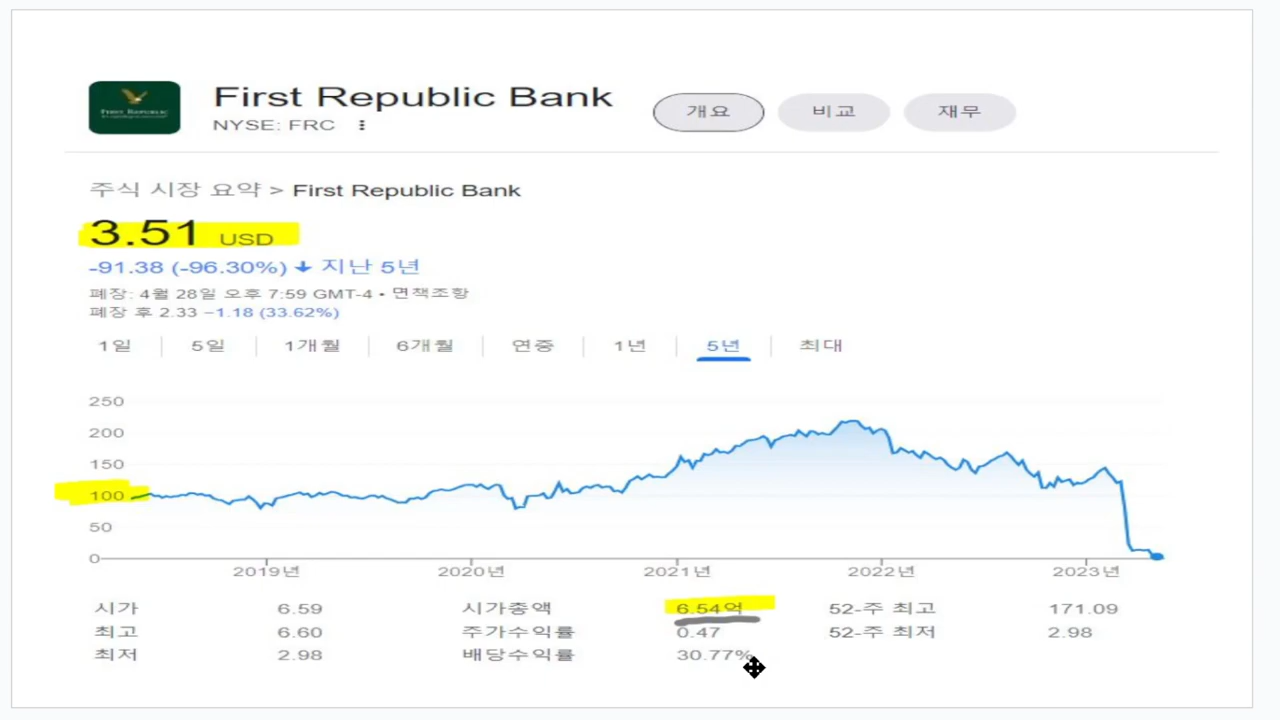 First Republic Bank
NYSE: FRC
개요 비교 재무
주식 시장 요약 > First Republic Bank
3.51 USD
-91.38 (-96.30%) 지난 5년
폐장: 4월 28일 오후 7:59 GMT-4 • 면책조항
폐장 후 2.33 −1.18 (33.62%)
1일 5일 1개월 6개월 연중 1년 5년 최대
250
200
150
100
50
0
2019년 2020년 2021년 2022년 2023년
시가 6.59 시가총액 6.54억 52-주 최고 171.09
최고 6.60 주가수익률 0.47 52-주 최저 2.98
최저 2.98 배당수익률 30.77%